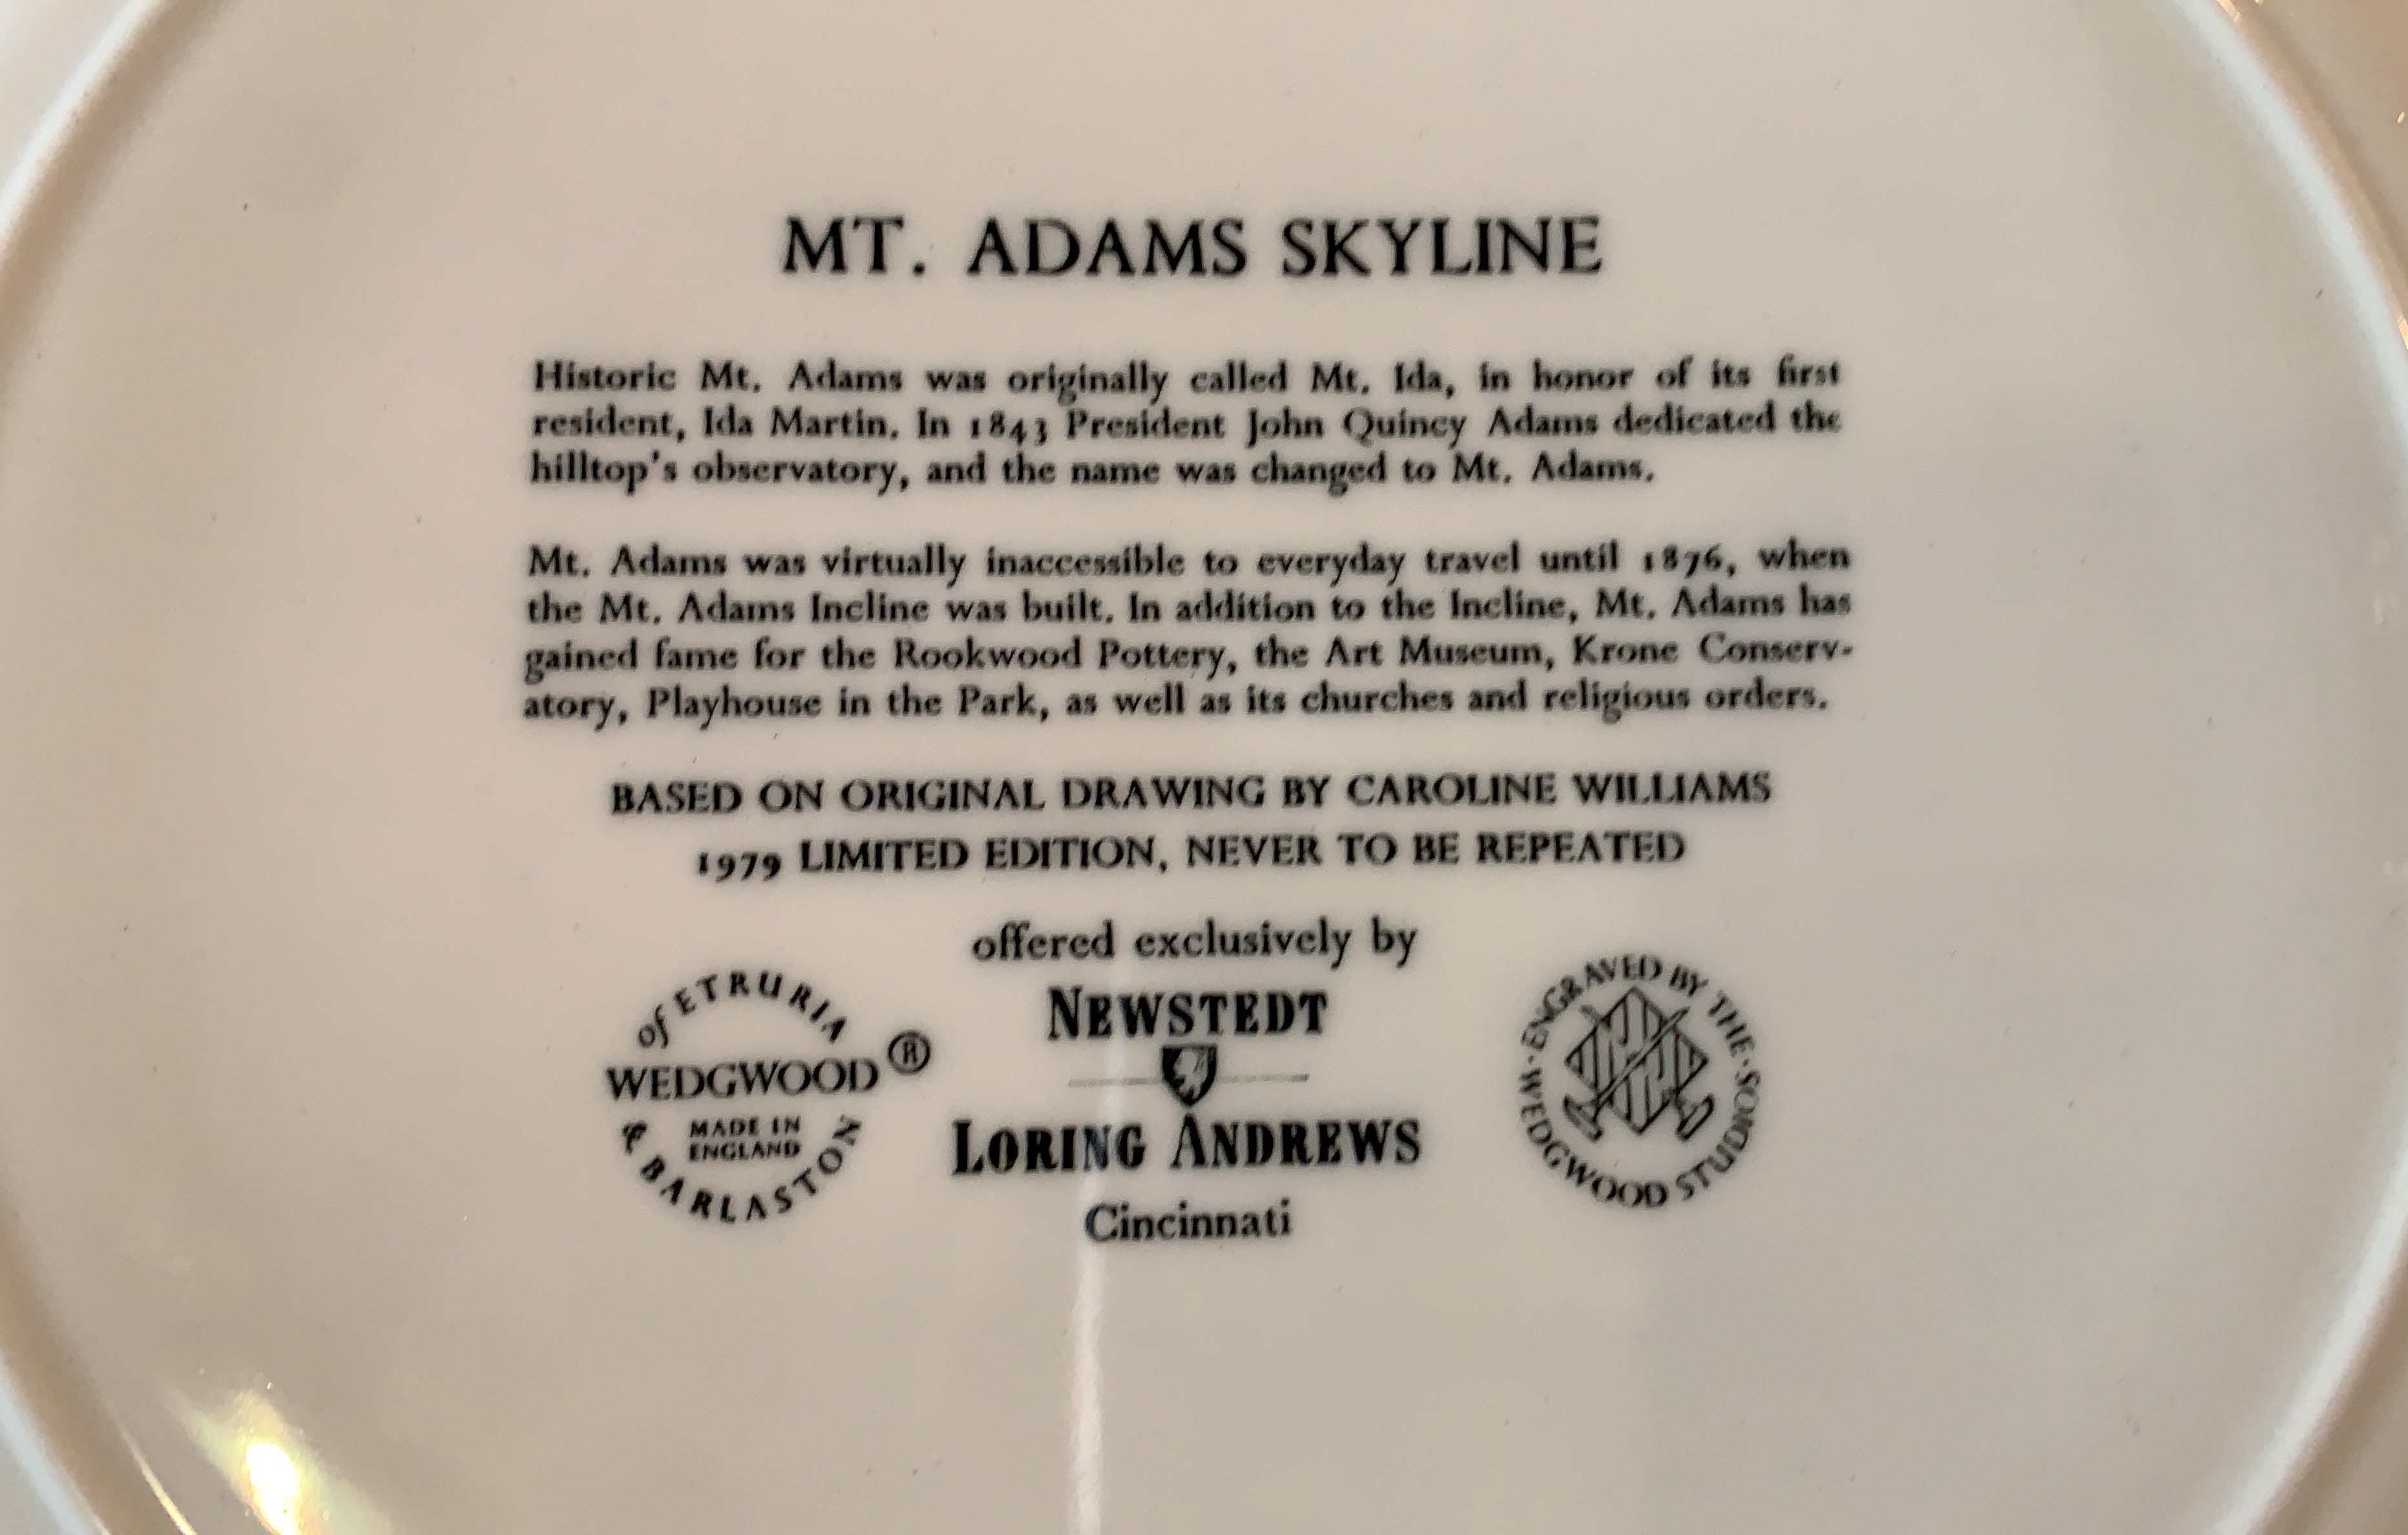 MT. ADAMS SKYLINE
Historic Mt. Adams was originally called Mt. Ida, in honor of its first
resident, Ida Martin. In 1843 President John Quincy Adams dedicated the
hilltop's observatory, and the name was changed to Mt. Adams.
Mt. Adams was virtually inaccessible to everyday travel until 1876, when
the Mt. Adams Incline was built. In addition to the Incline, Mt. Adams has
gained fame for the Rookwood Pottery, the Art Museum, Krone Conserv-
atory, Playhouse in the Park, as well as its churches and religious orders.
BASED ON ORIGINAL DRAWING BY CAROLINE WILLIAMS
1979 LIMITED EDITION, NEVER TO BE REPEATED
offered exclusively by
NEWSTEDT
LORING ANDREWS
Cincinnati
of ETRURIA
WEDGWOOD ®
MADE IN
ENGLAND
& BARLASTON
ENGRAVED BY THE · SONS · WEDGWOOD STUDIO